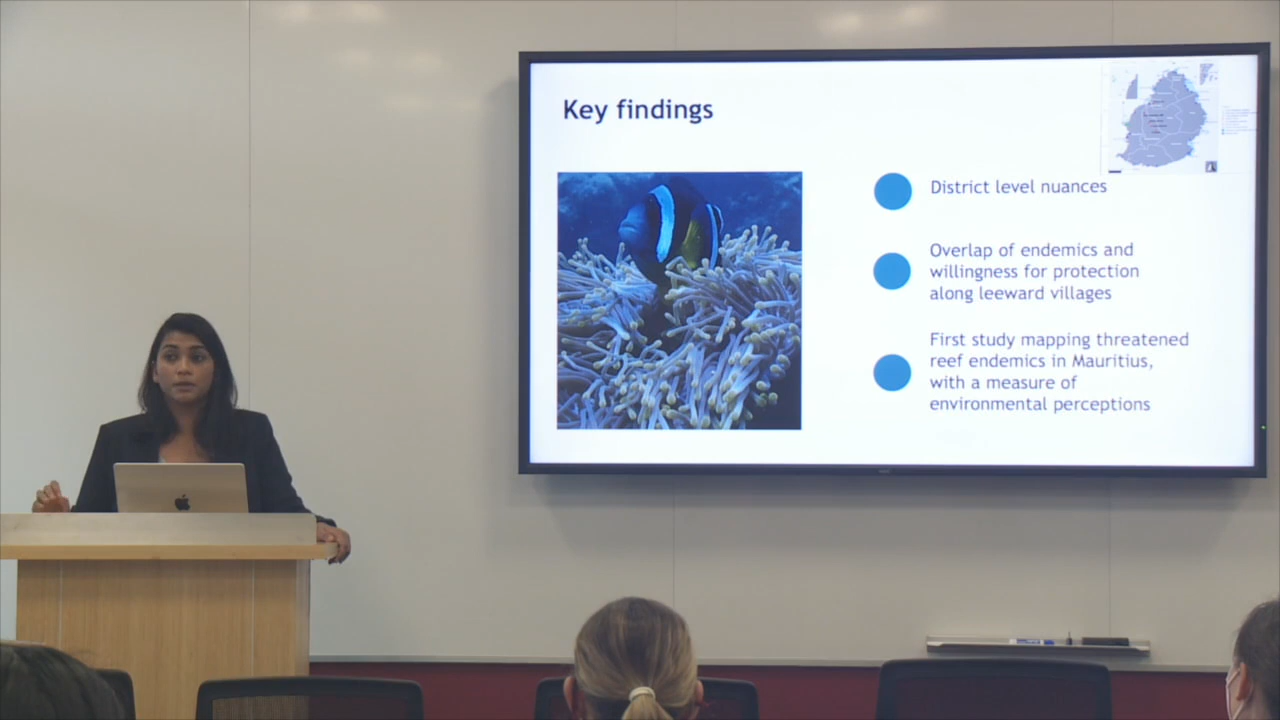 Key findings
District level nuances
Overlap of endemics and
willingness for protection
along leeward villages
First study mapping threatened
reef endemics in Mauritius,
with a measure of
environmental perceptions